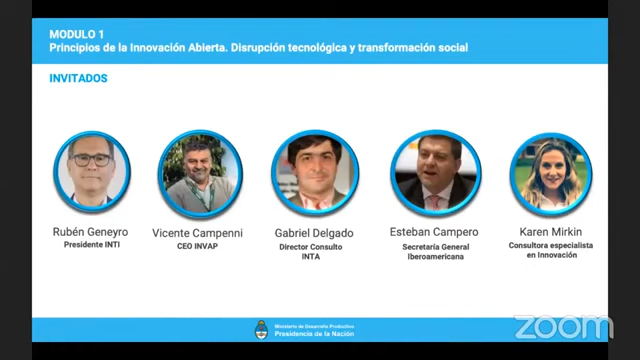 MODULO 1
Principios de la Innovación Abierta. Disrupción tecnológica y transformación social
INVITADOS
Rubén Geneyro
Presidente INTI
Vicente Campenni
CEO INVAP
Gabriel Delgado
Director Consulto
INTA
Esteban Campero
Secretaría General
Iberoamericana
Karen Mirkin
Consultora especialista
en Innovación
Ministerio de Desarrollo Productivo
Presidencia de la Nación
zoom